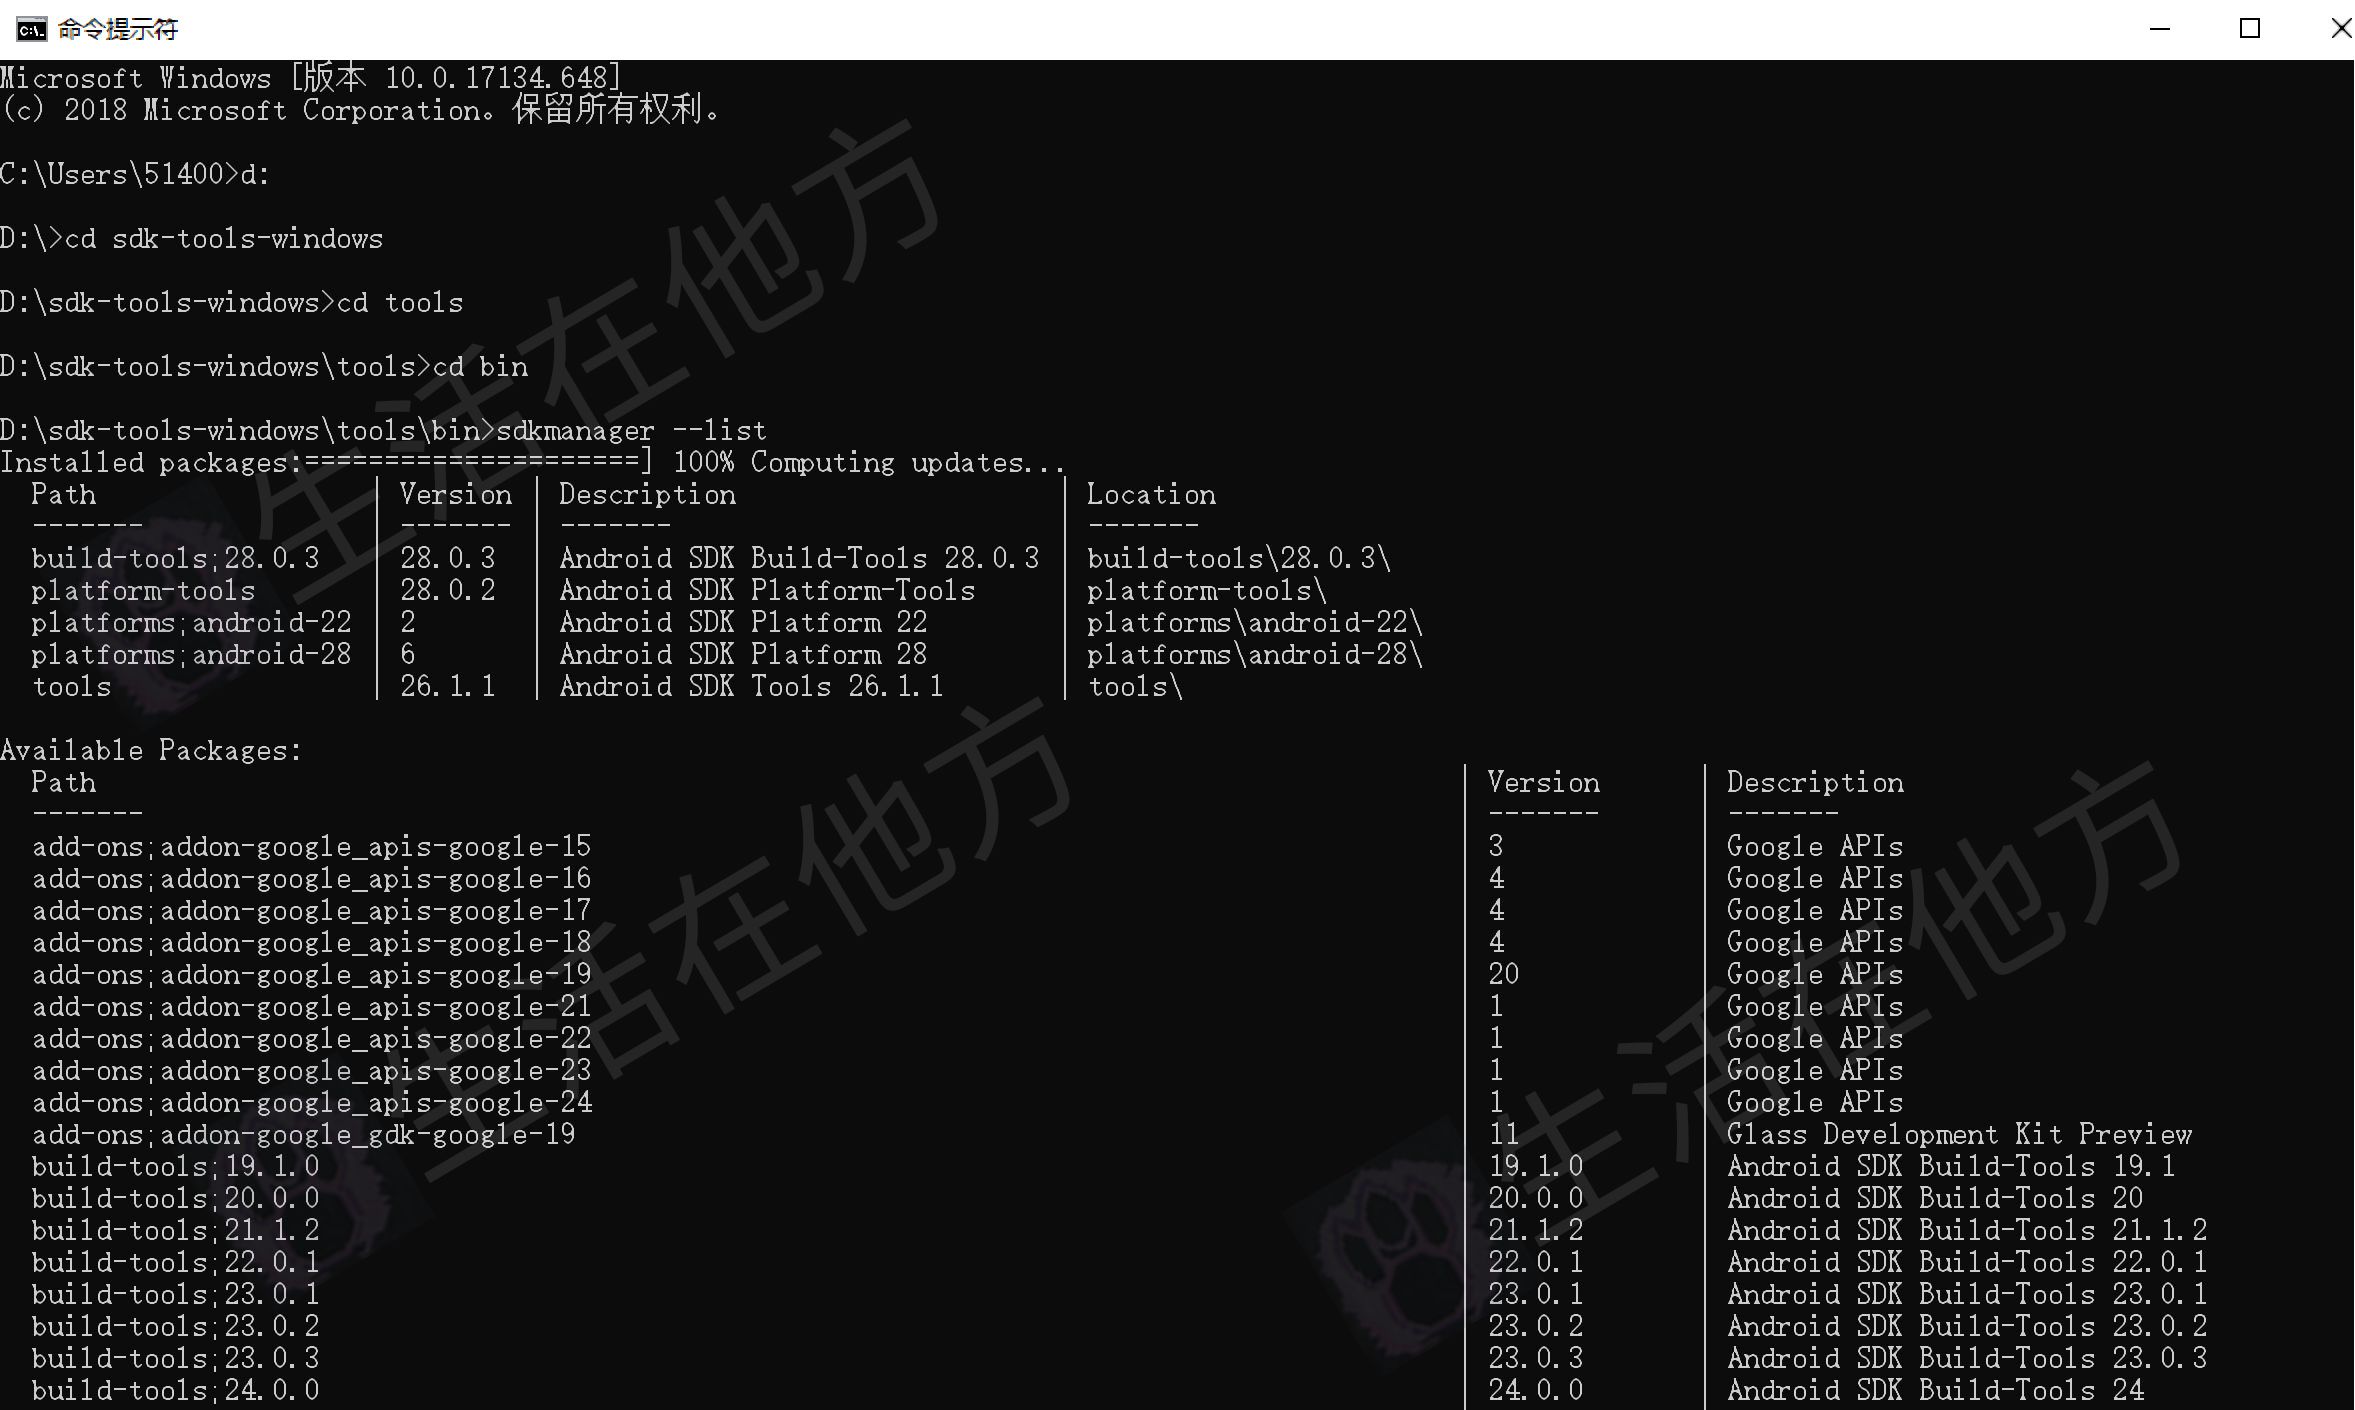 命令提示符
Microsoft Windows [版本 10.0.17134.648]
(c) 2018 Microsoft Corporation。保留所有权利。
C:\Users\51400>d:
D:\>cd sdk-tools-windows
D:\sdk-tools-windows>cd tools
D:\sdk-tools-windows\tools>cd bin
D:\sdk-tools-windows\tools\bin>sdkmanager --list
Installed packages:=====================] 100% Computing updates...
Path | Version | Description | Location
------- | ------- | ------- | -------
build-tools;28.0.3 | 28.0.3 | Android SDK Build-Tools 28.0.3 | build-tools\28.0.3\
platform-tools | 28.0.2 | Android SDK Platform-Tools | platform-tools\
platforms;android-22 | 2 | Android SDK Platform 22 | platforms\android-22\
platforms;android-28 | 6 | Android SDK Platform 28 | platforms\android-28\
tools | 26.1.1 | Android SDK Tools 26.1.1 | tools\
Available Packages:
Path | Version | Description
------- | ------- | -------
add-ons;addon-google_apis-google-15 | 3 | Google APIs
add-ons;addon-google_apis-google-16 | 4 | Google APIs
add-ons;addon-google_apis-google-17 | 4 | Google APIs
add-ons;addon-google_apis-google-18 | 4 | Google APIs
add-ons;addon-google_apis-google-19 | 20 | Google APIs
add-ons;addon-google_apis-google-21 | 1 | Google APIs
add-ons;addon-google_apis-google-22 | 1 | Google APIs
add-ons;addon-google_apis-google-23 | 1 | Google APIs
add-ons;addon-google_apis-google-24 | 1 | Google APIs
add-ons;addon-google_gdk-google-19 | 11 | Glass Development Kit Preview
build-tools;19.1.0 | 19.1.0 | Android SDK Build-Tools 19.1
build-tools;20.0.0 | 20.0.0 | Android SDK Build-Tools 20
build-tools;21.1.2 | 21.1.2 | Android SDK Build-Tools 21.1.2
build-tools;22.0.1 | 22.0.1 | Android SDK Build-Tools 22.0.1
build-tools;23.0.1 | 23.0.1 | Android SDK Build-Tools 23.0.1
build-tools;23.0.2 | 23.0.2 | Android SDK Build-Tools 23.0.2
build-tools;23.0.3 | 23.0.3 | Android SDK Build-Tools 23.0.3
build-tools;24.0.0 | 24.0.0 | Android SDK Build-Tools 24
生活在他方
生活在他方
生活在他方